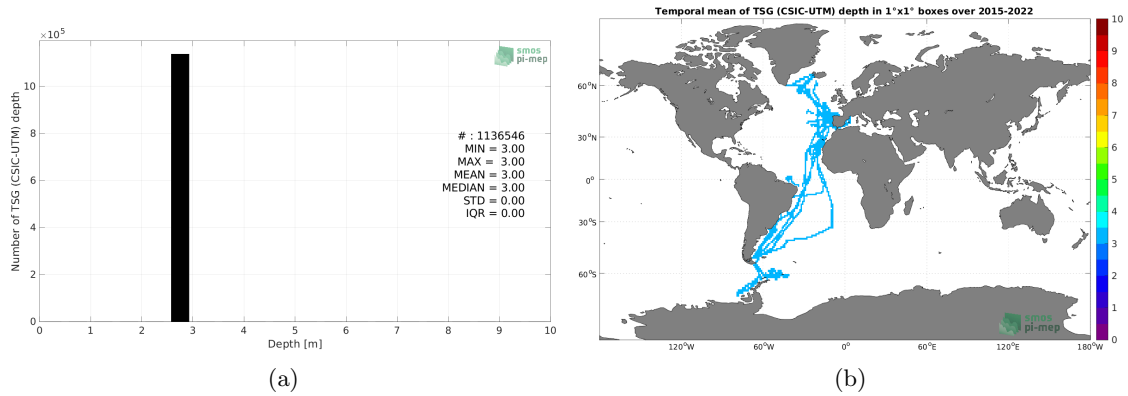 ×10⁵
10
8
6
4
2
0
Number of TSG (CSIC-UTM) depth
smos
pi-mep
# : 1136546
MIN = 3.00
MAX = 3.00
MEAN = 3.00
MEDIAN = 3.00
STD = 0.00
IQR = 0.00
0 1 2 3 4 5 6 7 8 9 10
Depth [m]
(a)
Temporal mean of TSG (CSIC-UTM) depth in 1°x1° boxes over 2015-2022
60°N
30°N
0°
30°S
60°S
120°W 60°W 0° 60°E 120°E 180°W
smos
pi-mep
10
9
8
7
6
5
4
3
2
1
0
(b)